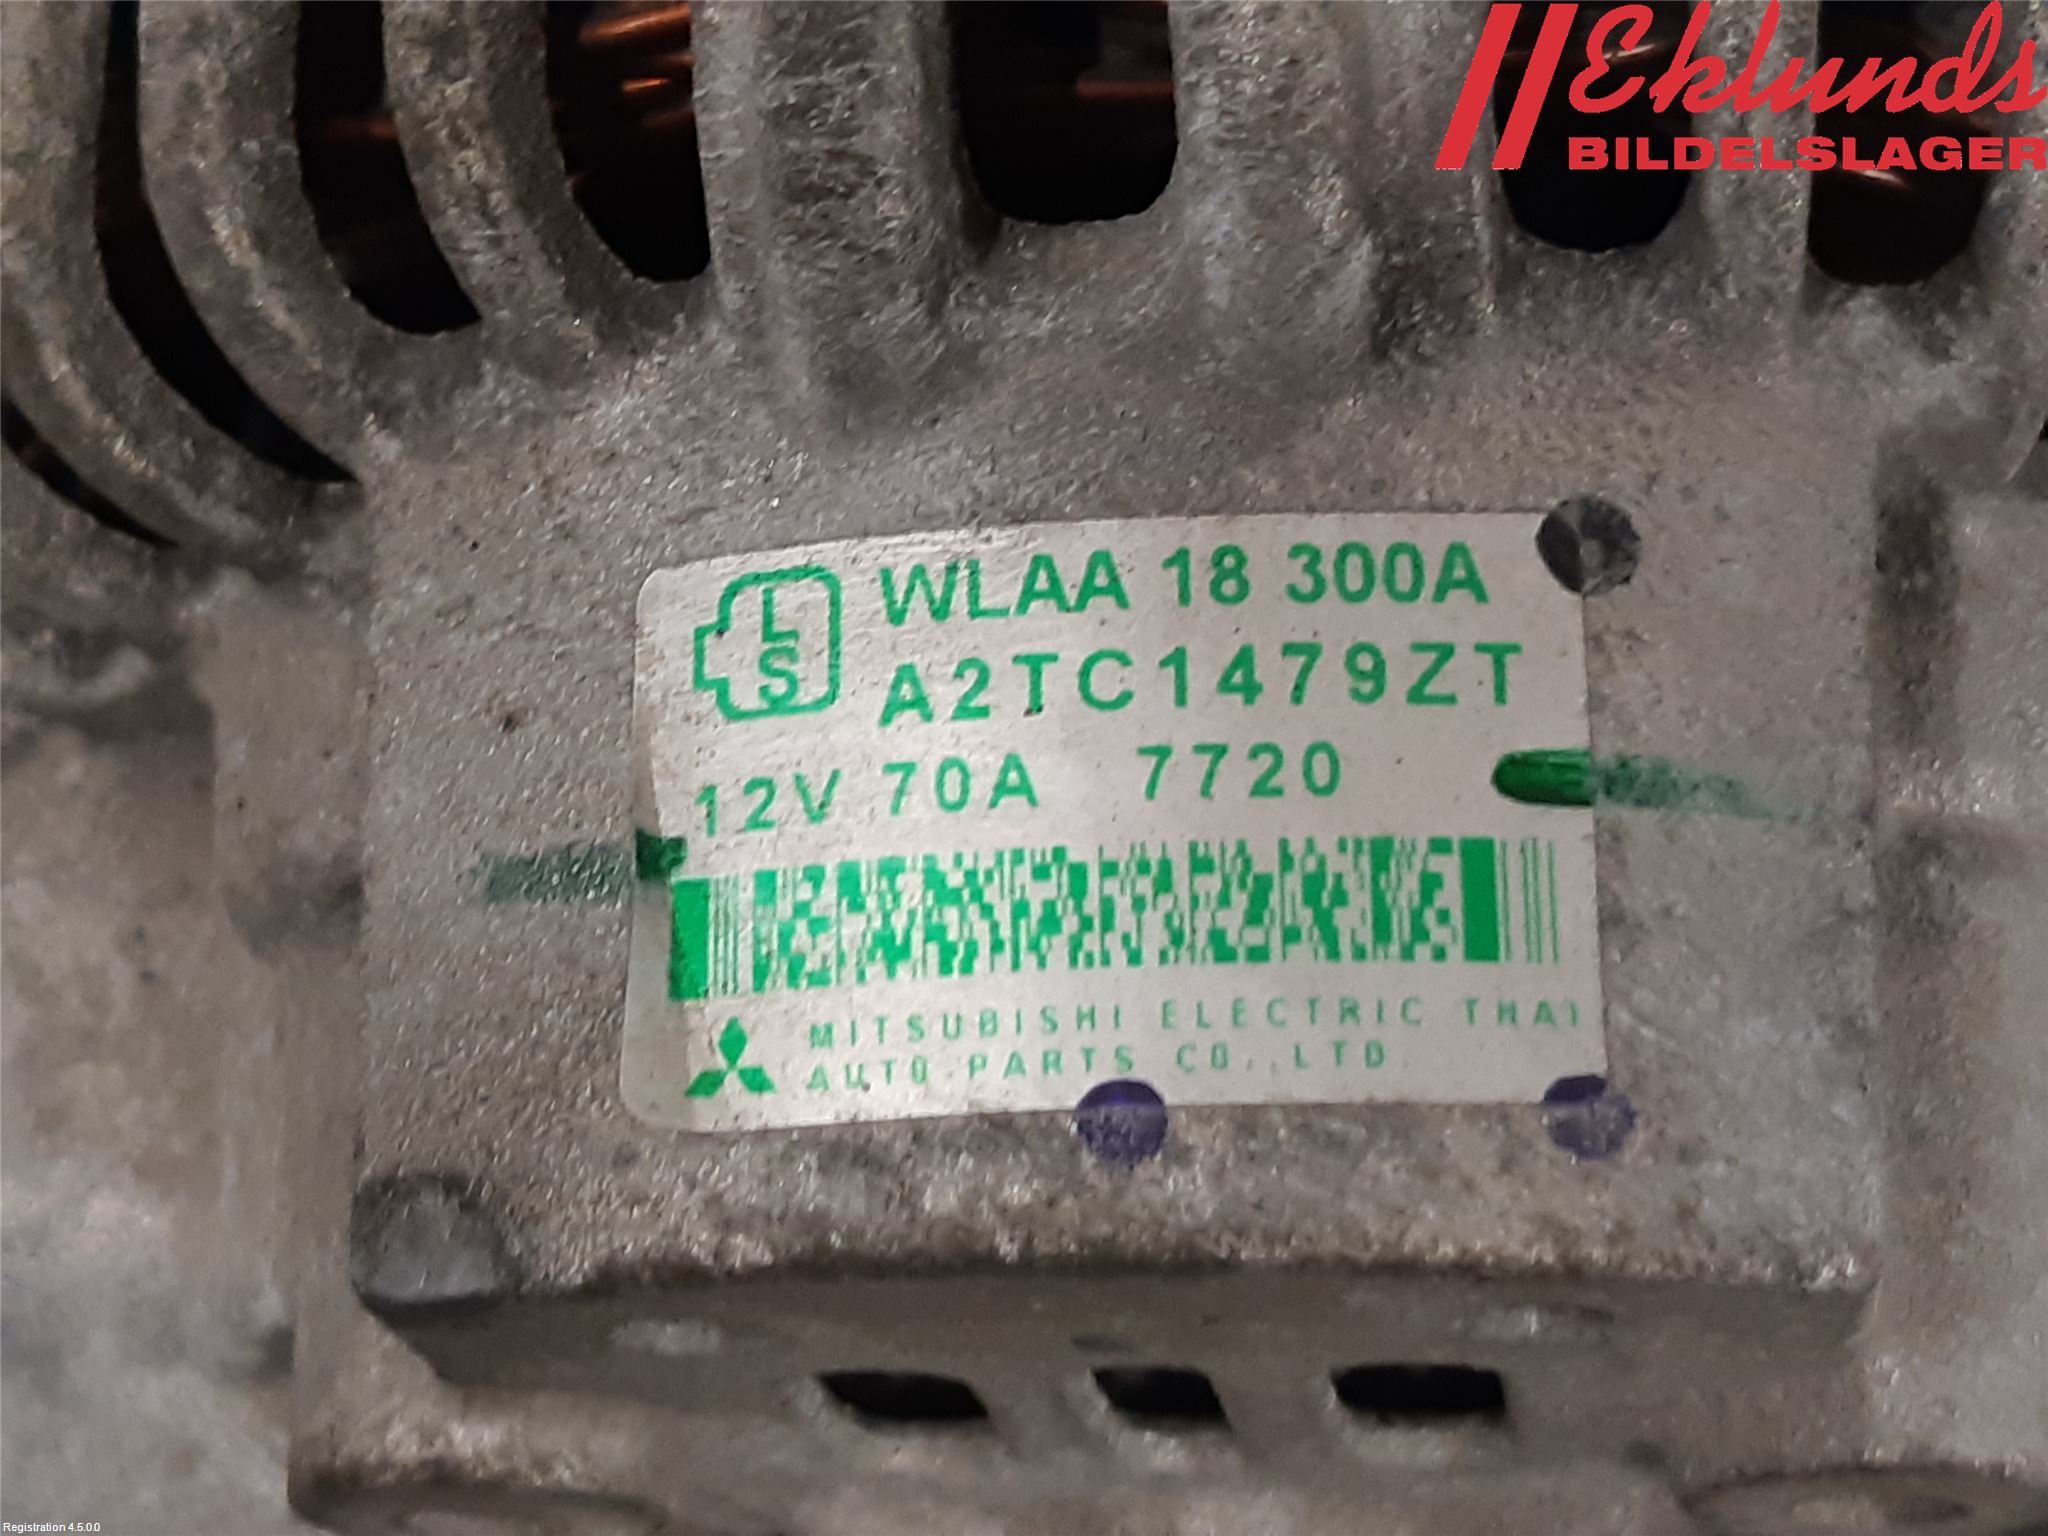 Eklunds
BILDELSLAGER
L
S
WLAA 18 300A
A2TC1479ZT
12V 70A 7720
MITSUBISHI ELECTRIC THAI
AUTO-PARTS CO.,LTD.
Registration 4.5.0.0